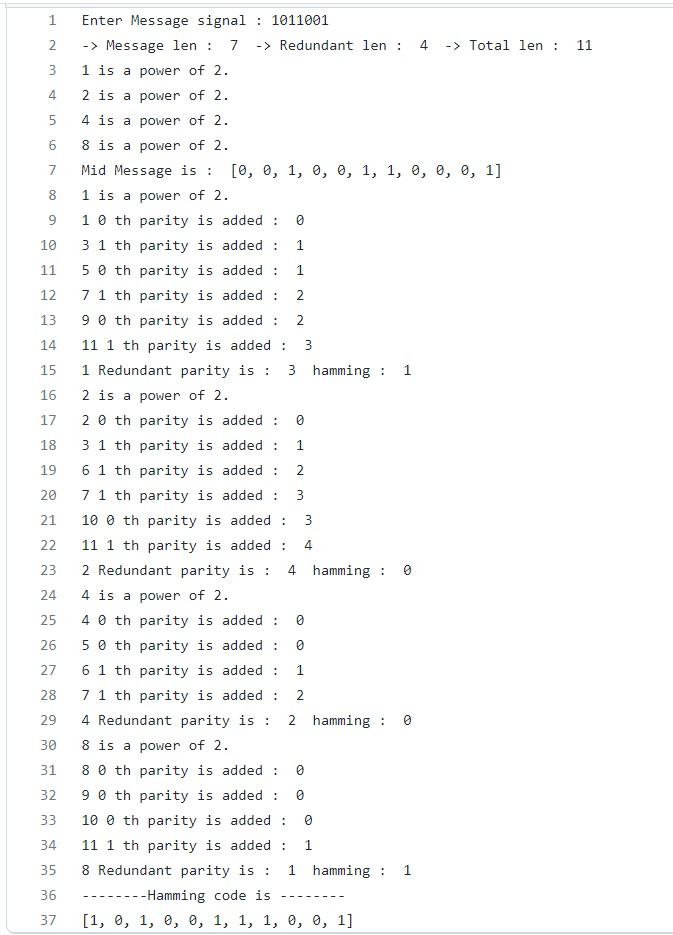 1 Enter Message signal : 1011001
2 -> Message len :  7  -> Redundant len :  4  -> Total len :  11
3 1 is a power of 2.
4 2 is a power of 2.
5 4 is a power of 2.
6 8 is a power of 2.
7 Mid Message is :  [0, 0, 1, 0, 0, 1, 1, 0, 0, 0, 1]
8 1 is a power of 2.
9 1 0 th parity is added :  0
10 3 1 th parity is added :  1
11 5 0 th parity is added :  1
12 7 1 th parity is added :  2
13 9 0 th parity is added :  2
14 11 1 th parity is added :  3
15 1 Redundant parity is :  3  hamming :  1
16 2 is a power of 2.
17 2 0 th parity is added :  0
18 3 1 th parity is added :  1
19 6 1 th parity is added :  2
20 7 1 th parity is added :  3
21 10 0 th parity is added :  3
22 11 1 th parity is added :  4
23 2 Redundant parity is :  4  hamming :  0
24 4 is a power of 2.
25 4 0 th parity is added :  0
26 5 0 th parity is added :  0
27 6 1 th parity is added :  1
28 7 1 th parity is added :  2
29 4 Redundant parity is :  2  hamming :  0
30 8 is a power of 2.
31 8 0 th parity is added :  0
32 9 0 th parity is added :  0
33 10 0 th parity is added :  0
34 11 1 th parity is added :  1
35 8 Redundant parity is :  1  hamming :  1
36 --------Hamming code is --------
37 [1, 0, 1, 0, 0, 1, 1, 1, 0, 0, 1]